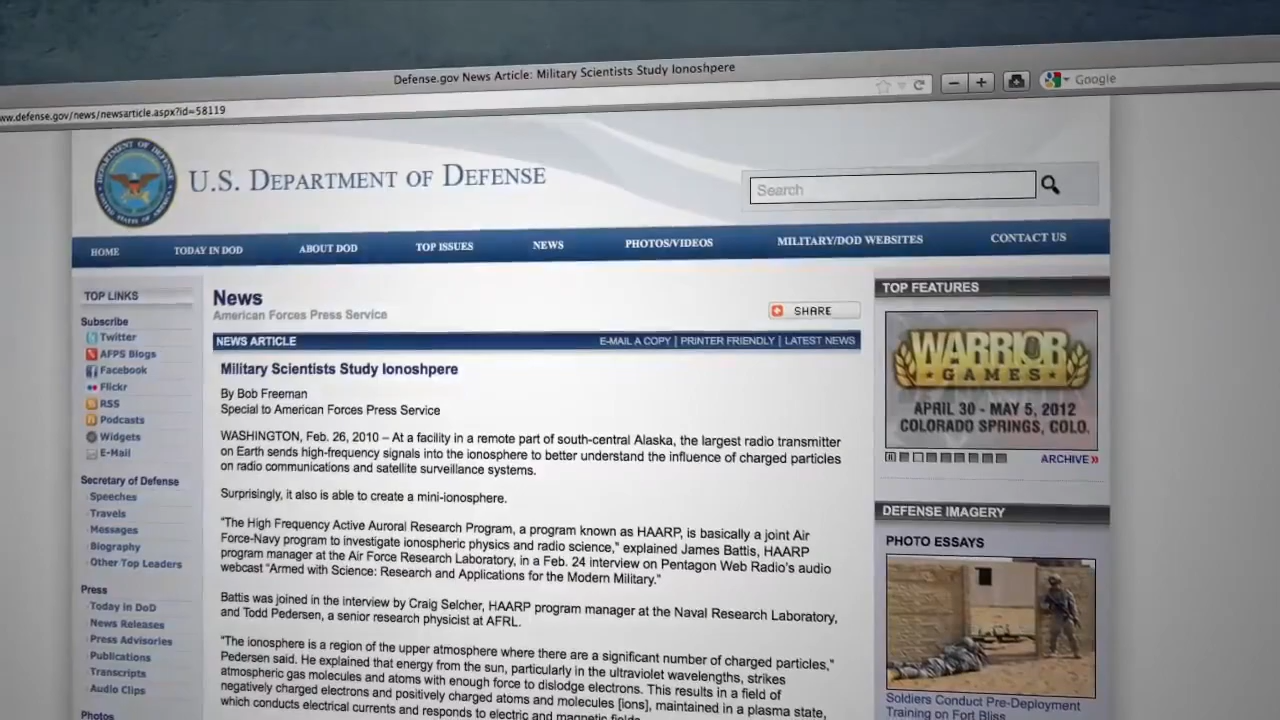 Defense.gov News Article: Military Scientists Study Ionoshpere
ww.defense.gov/news/newsarticle.aspx?id=58119
Google
U.S. DEPARTMENT OF DEFENSE
Search
HOME
TODAY IN DOD
ABOUT DOD
TOP ISSUES
NEWS
PHOTOS/VIDEOS
MILITARY/DOD WEBSITES
CONTACT US
TOP LINKS
Subscribe
Twitter
AFPS Blogs
Facebook
Flickr
RSS
Podcasts
Widgets
E-Mail
Secretary of Defense
Speeches
Travels
Messages
Biography
Other Top Leaders
Press
Today in DoD
News Releases
Press Advisories
Publications
Transcripts
Audio Clips
Photos
News
American Forces Press Service
SHARE
NEWS ARTICLE
E-MAIL A COPY | PRINTER FRIENDLY | LATEST NEWS
Military Scientists Study Ionoshpere
By Bob Freeman
Special to American Forces Press Service
WASHINGTON, Feb. 26, 2010 – At a facility in a remote part of south-central Alaska, the largest radio transmitter
on Earth sends high-frequency signals into the ionosphere to better understand the influence of charged particles
on radio communications and satellite surveillance systems.
Surprisingly, it also is able to create a mini-ionosphere.
"The High Frequency Active Auroral Research Program, a program known as HAARP, is basically a joint Air
Force-Navy program to investigate ionospheric physics and radio science," explained James Battis, HAARP
program manager at the Air Force Research Laboratory, in a Feb. 24 interview on Pentagon Web Radio's audio
webcast "Armed with Science: Research and Applications for the Modern Military."
Battis was joined in the interview by Craig Selcher, HAARP program manager at the Naval Research Laboratory,
and Todd Pedersen, a senior research physicist at AFRL.
"The ionosphere is a region of the upper atmosphere where there are a significant number of charged particles,"
Pedersen said. He explained that energy from the sun, particularly in the ultraviolet wavelengths, strikes
atmospheric gas molecules and atoms with enough force to dislodge electrons. This results in a field of
negatively charged electrons and positively charged atoms and molecules [ions], maintained in a plasma state,
which conducts electrical currents and responds to electric and magnetic fields
TOP FEATURES
WARRIOR
GAMES
APRIL 30 - MAY 5, 2012
COLORADO SPRINGS, COLO.
ARCHIVE »
DEFENSE IMAGERY
PHOTO ESSAYS
Soldiers Conduct Pre-Deployment
Training on Fort Bliss